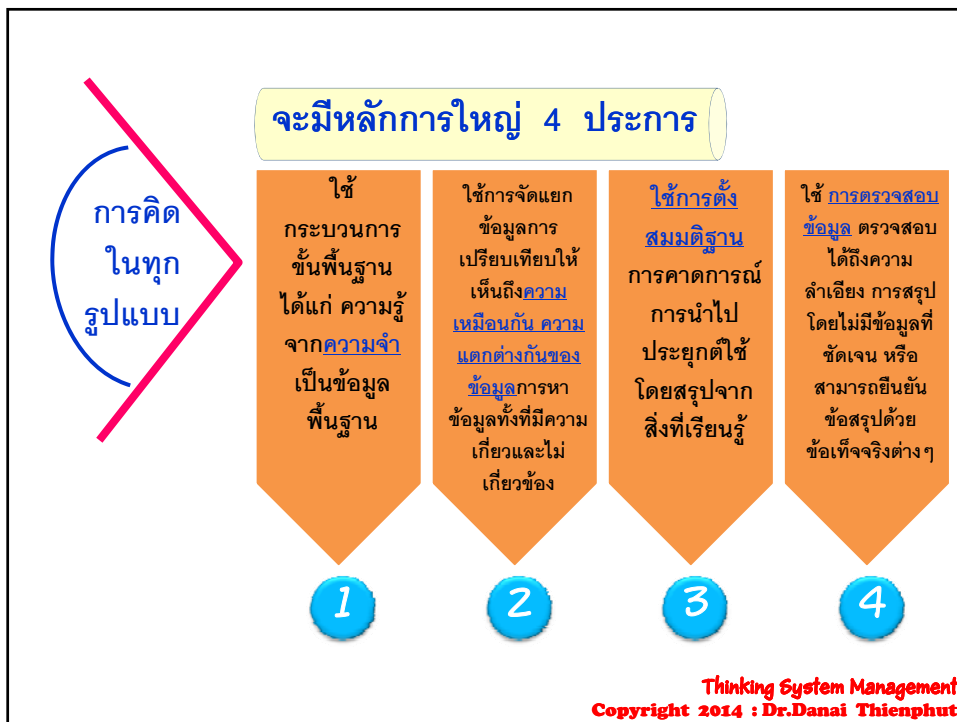 จะมีหลักการใหญ่ 4 ประการ
การคิด
ในทุก
รูปแบบ
ใช้
กระบวนการ
ขั้นพื้นฐาน
ได้แก่ ความรู้
จากความจำ
เป็นข้อมูล
พื้นฐาน
ใช้การจัดแยก
ข้อมูลการ
เปรียบเทียบให้
เห็นถึงความ
เหมือนกัน ความ
แตกต่างกันของ
ข้อมูลการหา
ข้อมูลทั้งที่มีความ
เกี่ยวและไม่
เกี่ยวข้อง
ใช้การตั้ง
สมมติฐาน
การคาดการณ์
การนำไป
ประยุกต์ใช้
โดยสรุปจาก
สิ่งที่เรียนรู้
ใช้ การตรวจสอบ
ข้อมูล ตรวจสอบ
ได้ถึงความ
ลำเอียง การสรุป
โดยไม่มีข้อมูลที่
ชัดเจน หรือ
สามารถยืนยัน
ข้อสรุปด้วย
ข้อเท็จจริงต่างๆ
1
2
3
4
Thinking System Management
Copyright 2014 : Dr.Danai Thienphut